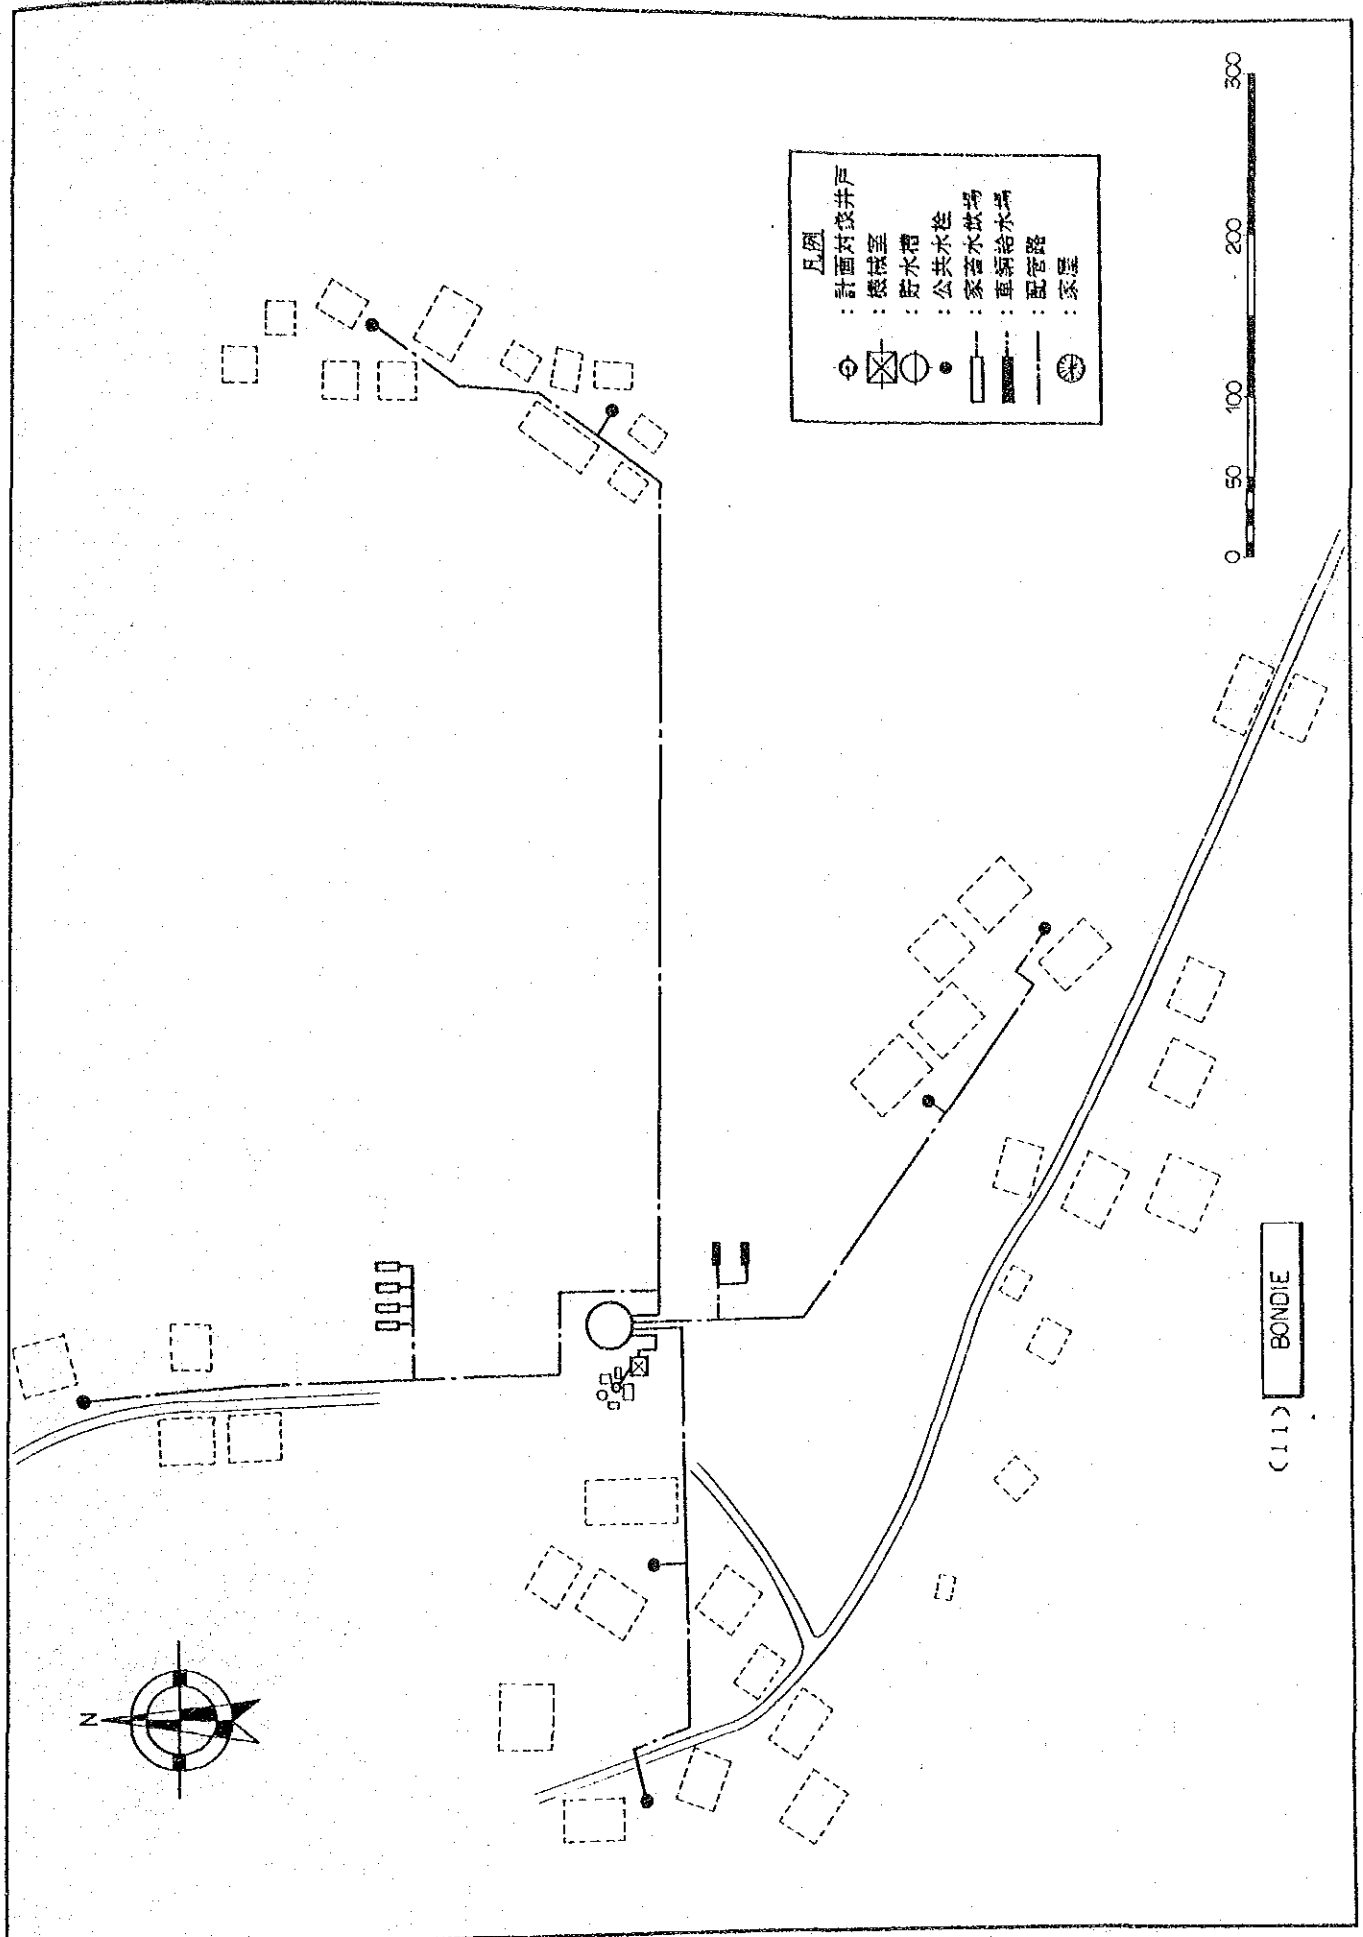 N
凡例
: 計画対象井戸
: 機械室
: 貯水槽
: 公共水栓
: 家畜水飲場
: 車輌給水場
: 配管路
: 家屋
0 50 100 200 300
(11) BONDIE